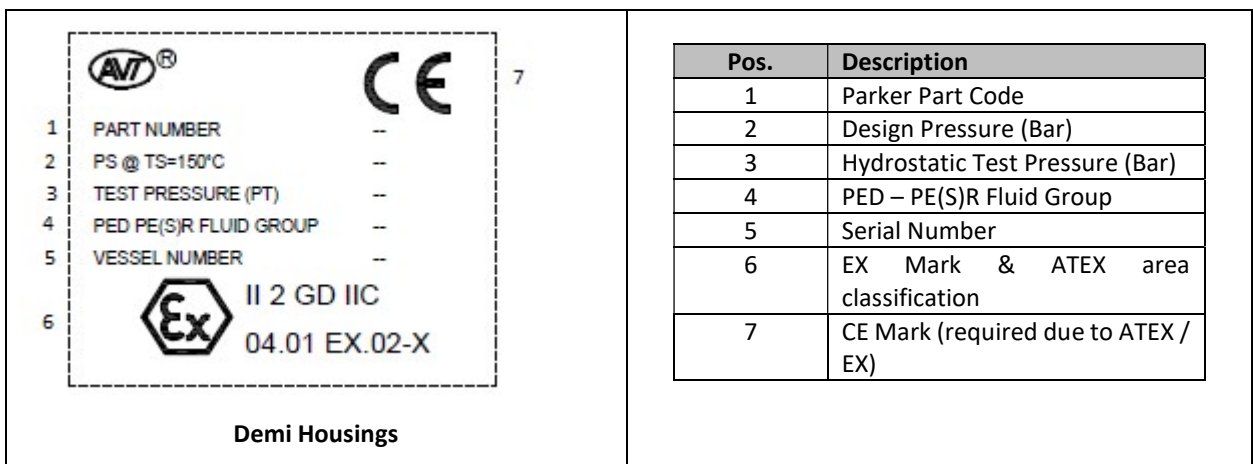 AVT®
CE
7
1 PART NUMBER --
2 PS @ TS=150°C --
3 TEST PRESSURE (PT) --
4 PED PE(S)R FLUID GROUP --
5 VESSEL NUMBER --
6
Ex
II 2 GD IIC
04.01 EX.02-X
Demi Housings
Pos. Description
1 Parker Part Code
2 Design Pressure (Bar)
3 Hydrostatic Test Pressure (Bar)
4 PED – PE(S)R Fluid Group
5 Serial Number
6 EX Mark & ATEX area
classification
7 CE Mark (required due to ATEX /
EX)